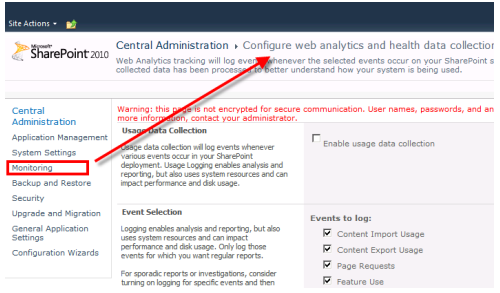 Site Actions
Microsoft
SharePoint 2010
Central Administration ▸ Configure web analytics and health data collection
Web Analytics tracking will log events whenever the selected events occur on your SharePoint
collected data has been processed to better understand how your system is being used.
Warning: this page is not encrypted for secure communication. User names, passwords, and
more information, contact your administrator.
Central
Administration
Application Management
System Settings
Monitoring
Backup and Restore
Security
Upgrade and Migration
General Application
Settings
Configuration Wizards
Usage Data Collection
Usage data collection will log events whenever
various events occur in your SharePoint
deployment. Usage Logging enables analysis and
reporting, but also uses system resources and can
impact performance and disk usage.
Enable usage data collection
Event Selection
Logging enables analysis and reporting, but also
uses system resources and can impact
performance and disk usage. Only log those
events for which you want regular reports.
For sporadic reports or investigations, consider
turning on logging for specific events and then
Events to log:
Content Import Usage
Content Export Usage
Page Requests
Feature Use